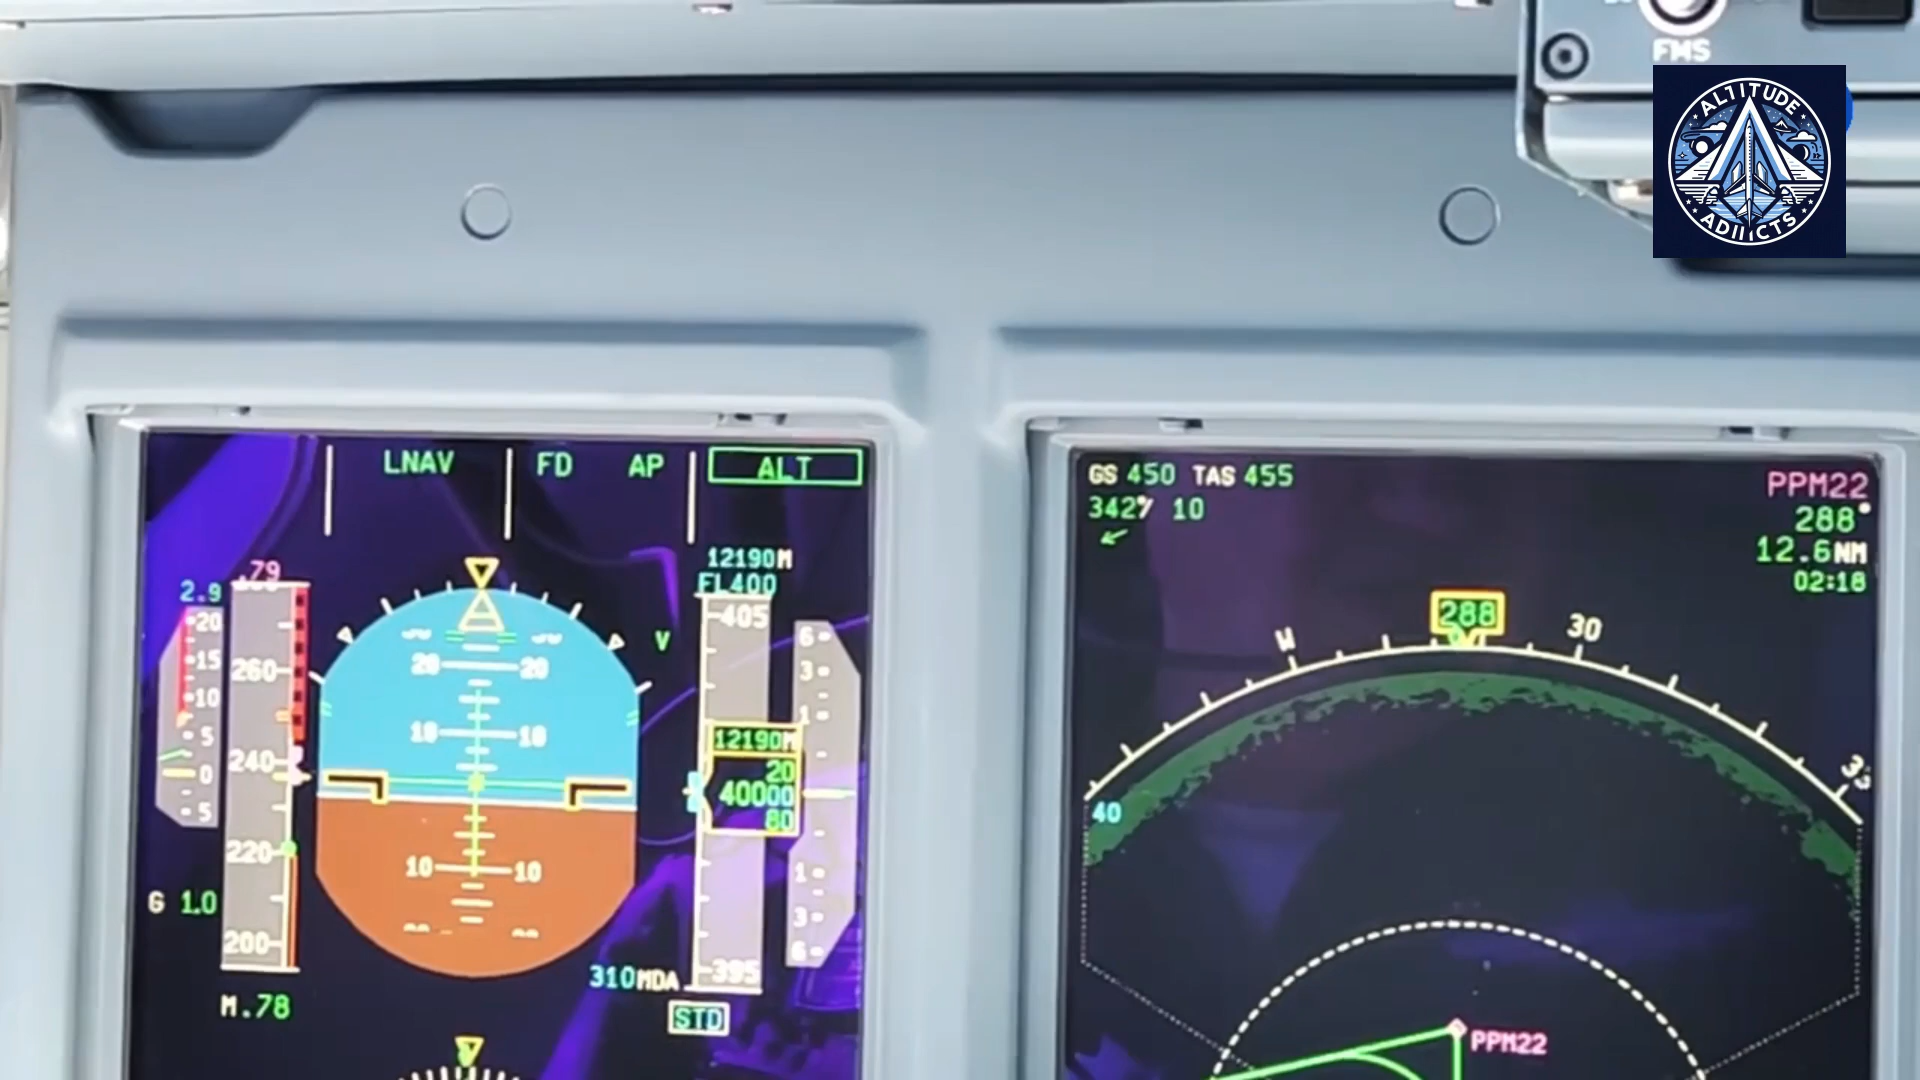 FMS
ALTITUDE
ADIIICTS
LNAV
FD
AP
ALT
GS 450 TAS 455
342°/ 10
PPM22
288°
12.6NM
02:18
12190M
FL400
.79
2.9
20
15
10
5
0
5
260
240
220
200
G 1.0
M.78
20 20
10 10
10 10
V
405
12190M
20
40000
80
395
6
3
1
1
3
6
310MDA
STD
288
W
30
33
40
PPM22